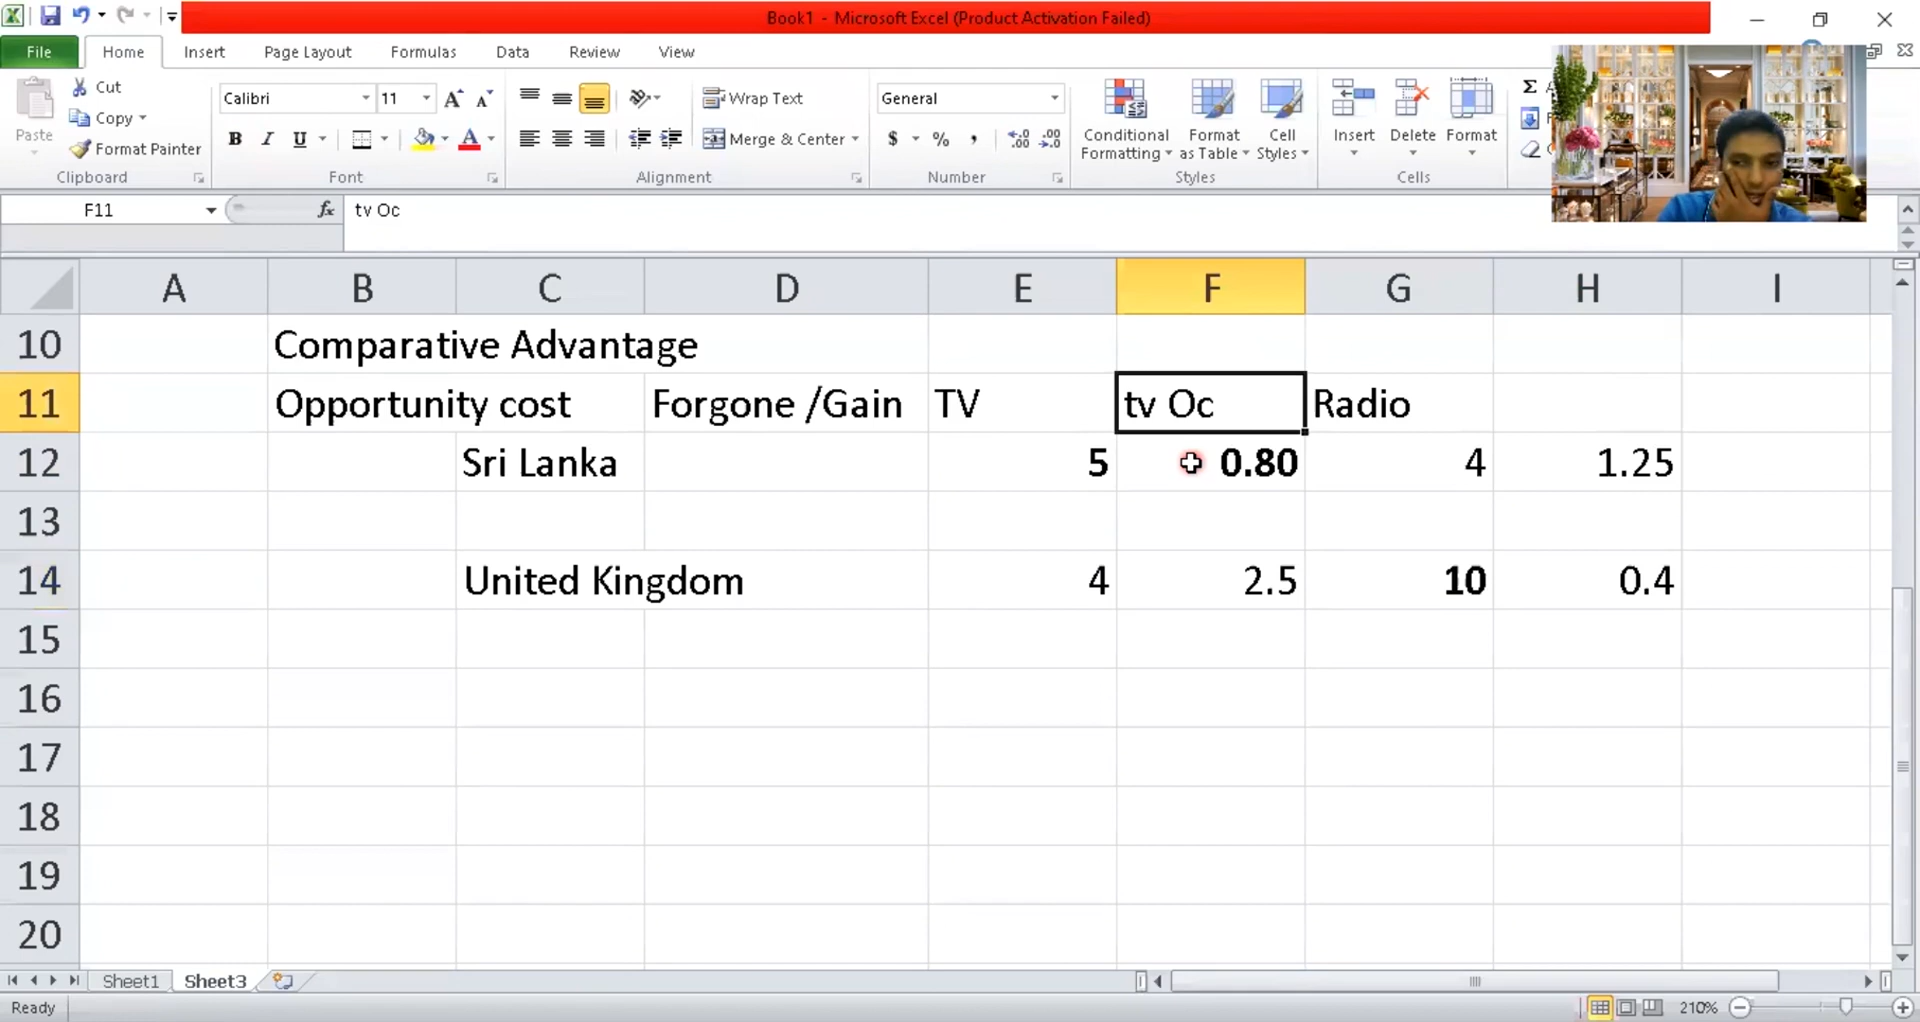 Book1 - Microsoft Excel (Product Activation Failed)
File Home Insert Page Layout Formulas Data Review View
Paste
Cut
Copy
Format Painter
Clipboard
Calibri 11
B I U
Font
Wrap Text
Merge & Center
Alignment
General
$ % ,
Number
Conditional Formatting
Format as Table
Cell Styles
Styles
Insert Delete Format
Cells
F11 fx tv Oc
A B C D E F G H I
10 Comparative Advantage
11 Opportunity cost Forgone /Gain TV tv Oc Radio
12 Sri Lanka 5 0.80 4 1.25
13
14 United Kingdom 4 2.5 10 0.4
15
16
17
18
19
20
Sheet1 Sheet3
Ready 210%